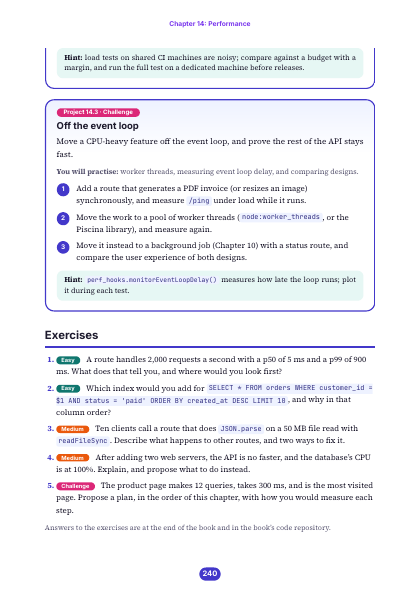 Chapter 14: Performance
Hint: load tests on shared CI machines are noisy; compare against a budget with a
margin, and run the full test on a dedicated machine before releases.
Project 14.3 · Challenge
Off the event loop
Move a CPU-heavy feature off the event loop, and prove the rest of the API stays
fast.
You will practise: worker threads, measuring event loop delay, and comparing designs.
1 Add a route that generates a PDF invoice (or resizes an image)
synchronously, and measure /ping under load while it runs.
2 Move the work to a pool of worker threads ( node:worker_threads , or the
Piscina library), and measure again.
3 Move it instead to a background job (Chapter 10) with a status route, and
compare the user experience of both designs.
Hint: perf_hooks.monitorEventLoopDelay() measures how late the loop runs; plot
it during each test.
Exercises
1. Easy A route handles 2,000 requests a second with a p50 of 5 ms and a p99 of 900
ms. What does that tell you, and where would you look first?
2. Easy Which index would you add for SELECT * FROM orders WHERE customer_id =
$1 AND status = 'paid' ORDER BY created_at DESC LIMIT 10 , and why in that
column order?
3. Medium Ten clients call a route that does JSON.parse on a 50 MB file read with
readFileSync . Describe what happens to other routes, and two ways to fix it.
4. Medium After adding two web servers, the API is no faster, and the database's CPU
is at 100%. Explain, and propose what to do instead.
5. Challenge The product page makes 12 queries, takes 300 ms, and is the most visited
page. Propose a plan, in the order of this chapter, with how you would measure each
step.
Answers to the exercises are at the end of the book and in the book's code repository.
240